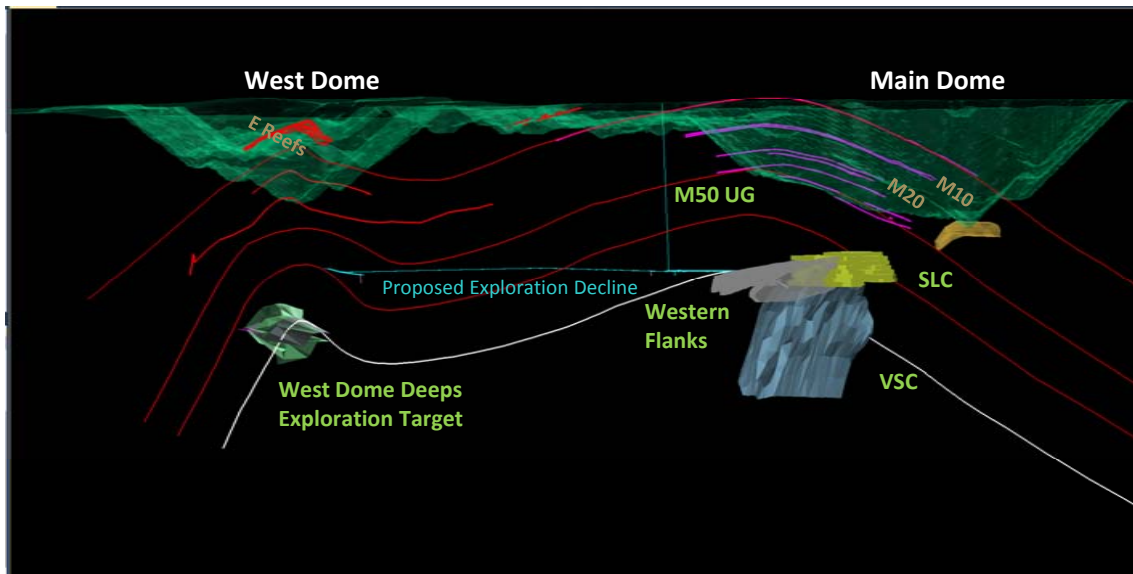 West Dome
Main Dome
E Reefs
M10
M20
M50 UG
Proposed Exploration Decline
SLC
Western
Flanks
VSC
West Dome Deeps
Exploration Target